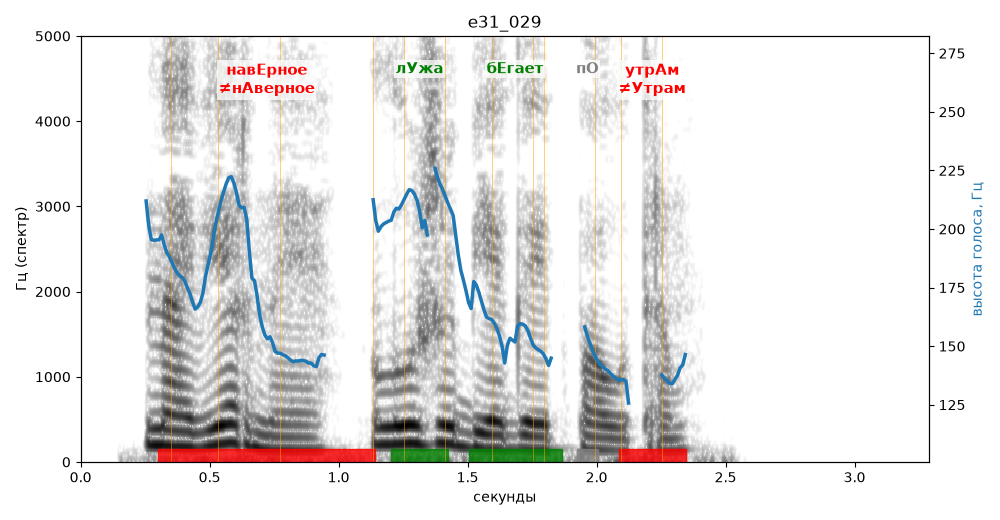 e31_029
навЕрное
≠нАверное
лУжа
бЕгает
пО
утрАм
≠Утрам
5000
4000
3000
2000
1000
0
Гц (спектр)
275
250
225
200
175
150
125
высота голоса, Гц
0.0 0.5 1.0 1.5 2.0 2.5 3.0
секунды